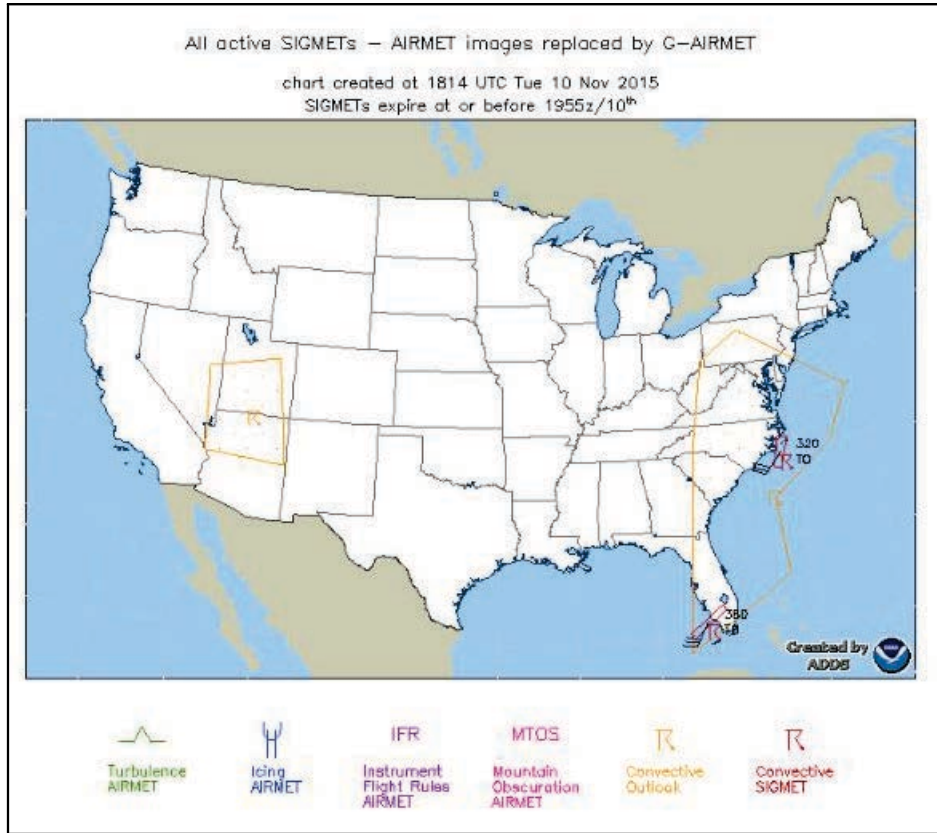 All active SIGMETs – AIRMET images replaced by G-AIRMET
chart created at 1814 UTC Tue 10 Nov 2015
SIGMETs expire at or before 1955z/10th
320
TO
380
TO
Created by
ADDS
IFR
MTOS
Turbulence
AIRMET
Icing
AIRMET
Instrument
Flight Rules
AIRMET
Mountain
Obscuration
AIRMET
Convective
Outlook
Convective
SIGMET